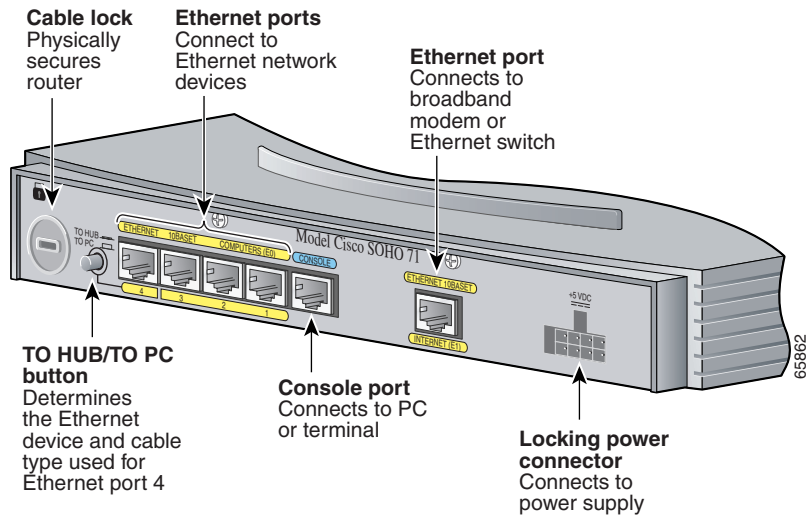 Cable lock
Physically
secures
router
Ethernet ports
Connect to
Ethernet network
devices
Ethernet port
Connects to
broadband
modem or
Ethernet switch
TO HUB
TO PC
ETHERNET 10BASET COMPUTERS (E0)
CONSOLE
Model Cisco SOHO 71
ETHERNET 10BASET
+5 VDC
4 3 2 1
INTERNET (E1)
65862
TO HUB/TO PC
button
Determines
the Ethernet
device and cable
type used for
Ethernet port 4
Console port
Connects to PC
or terminal
Locking power
connector
Connects to
power supply